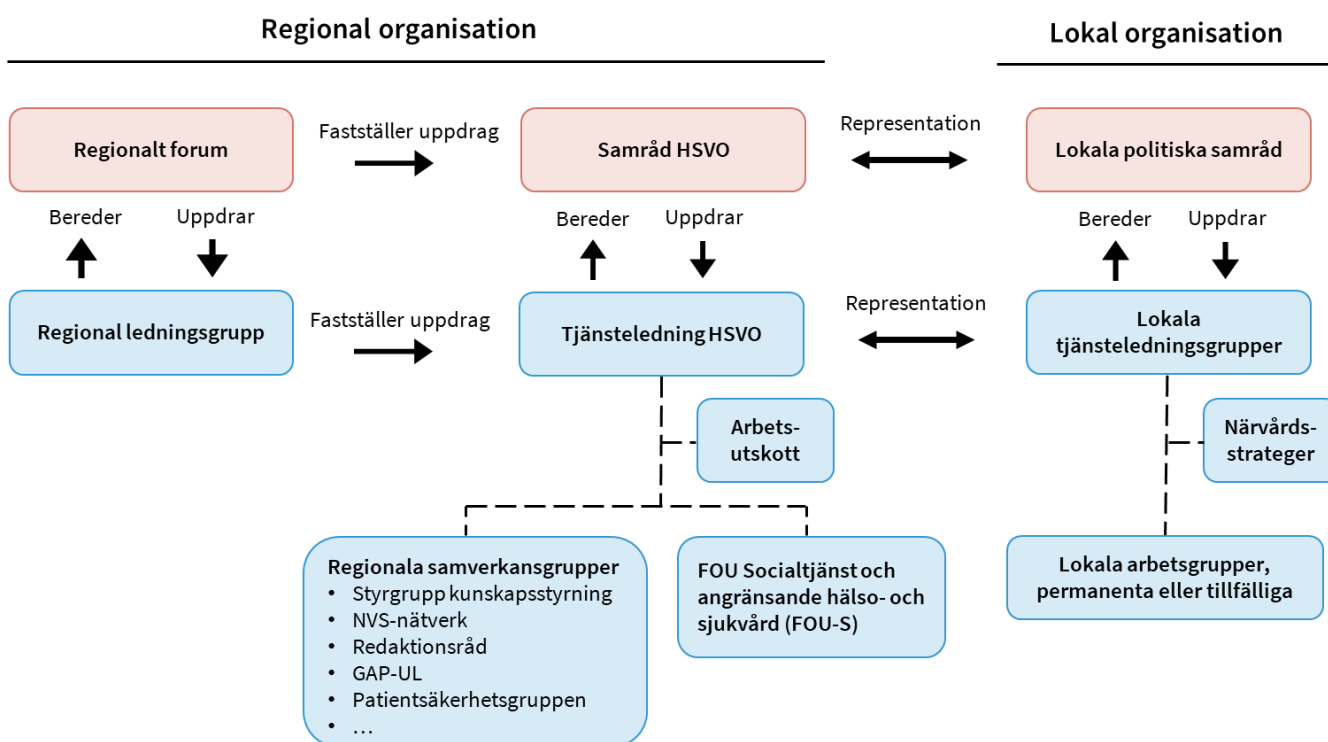 Regional organisation
Lokal organisation
Regionalt forum
Fastställer uppdrag
Samråd HSVO
Representation
Lokala politiska samråd
Bereder
Uppdrar
Bereder
Uppdrar
Bereder
Uppdrar
Regional ledningsgrupp
Fastställer uppdrag
Tjänsteledning HSVO
Representation
Lokala
tjänsteledningsgrupper
Arbets-
utskott
Närvårds-
strateger
Regionala samverkansgrupper
• Styrgrupp kunskapsstyrning
• NVS-nätverk
• Redaktionsråd
• GAP-UL
• Patientsäkerhetsgruppen
• …
FOU Socialtjänst och
angränsande hälso- och
sjukvård (FOU-S)
Lokala arbetsgrupper,
permanenta eller tillfälliga